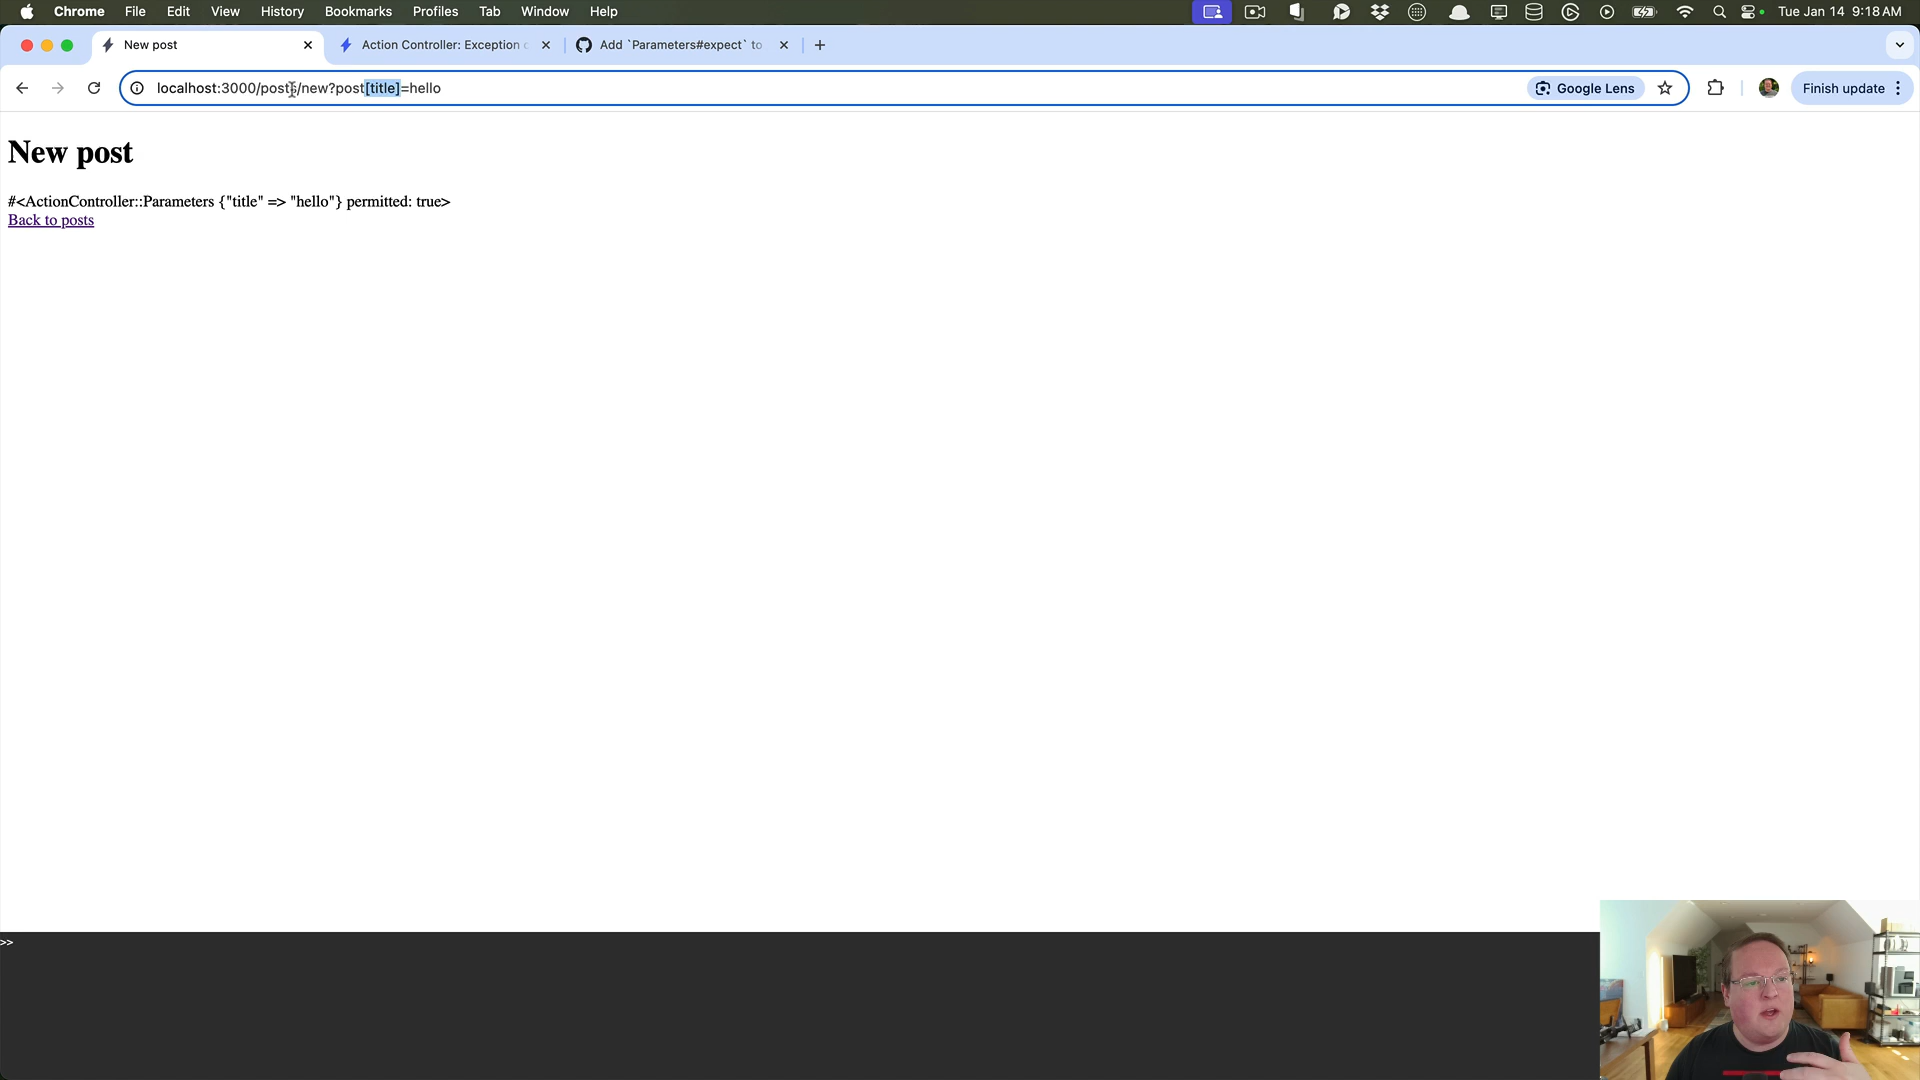 Chrome File Edit View History Bookmarks Profiles Tab Window Help Tue Jan 14 9:18 AM
New post Action Controller: Exception Add `Parameters#expect` to
localhost:3000/posts/new?post[title]=hello Google Lens Finish update
New post
#<ActionController::Parameters {"title" => "hello"} permitted: true>
Back to posts
>>